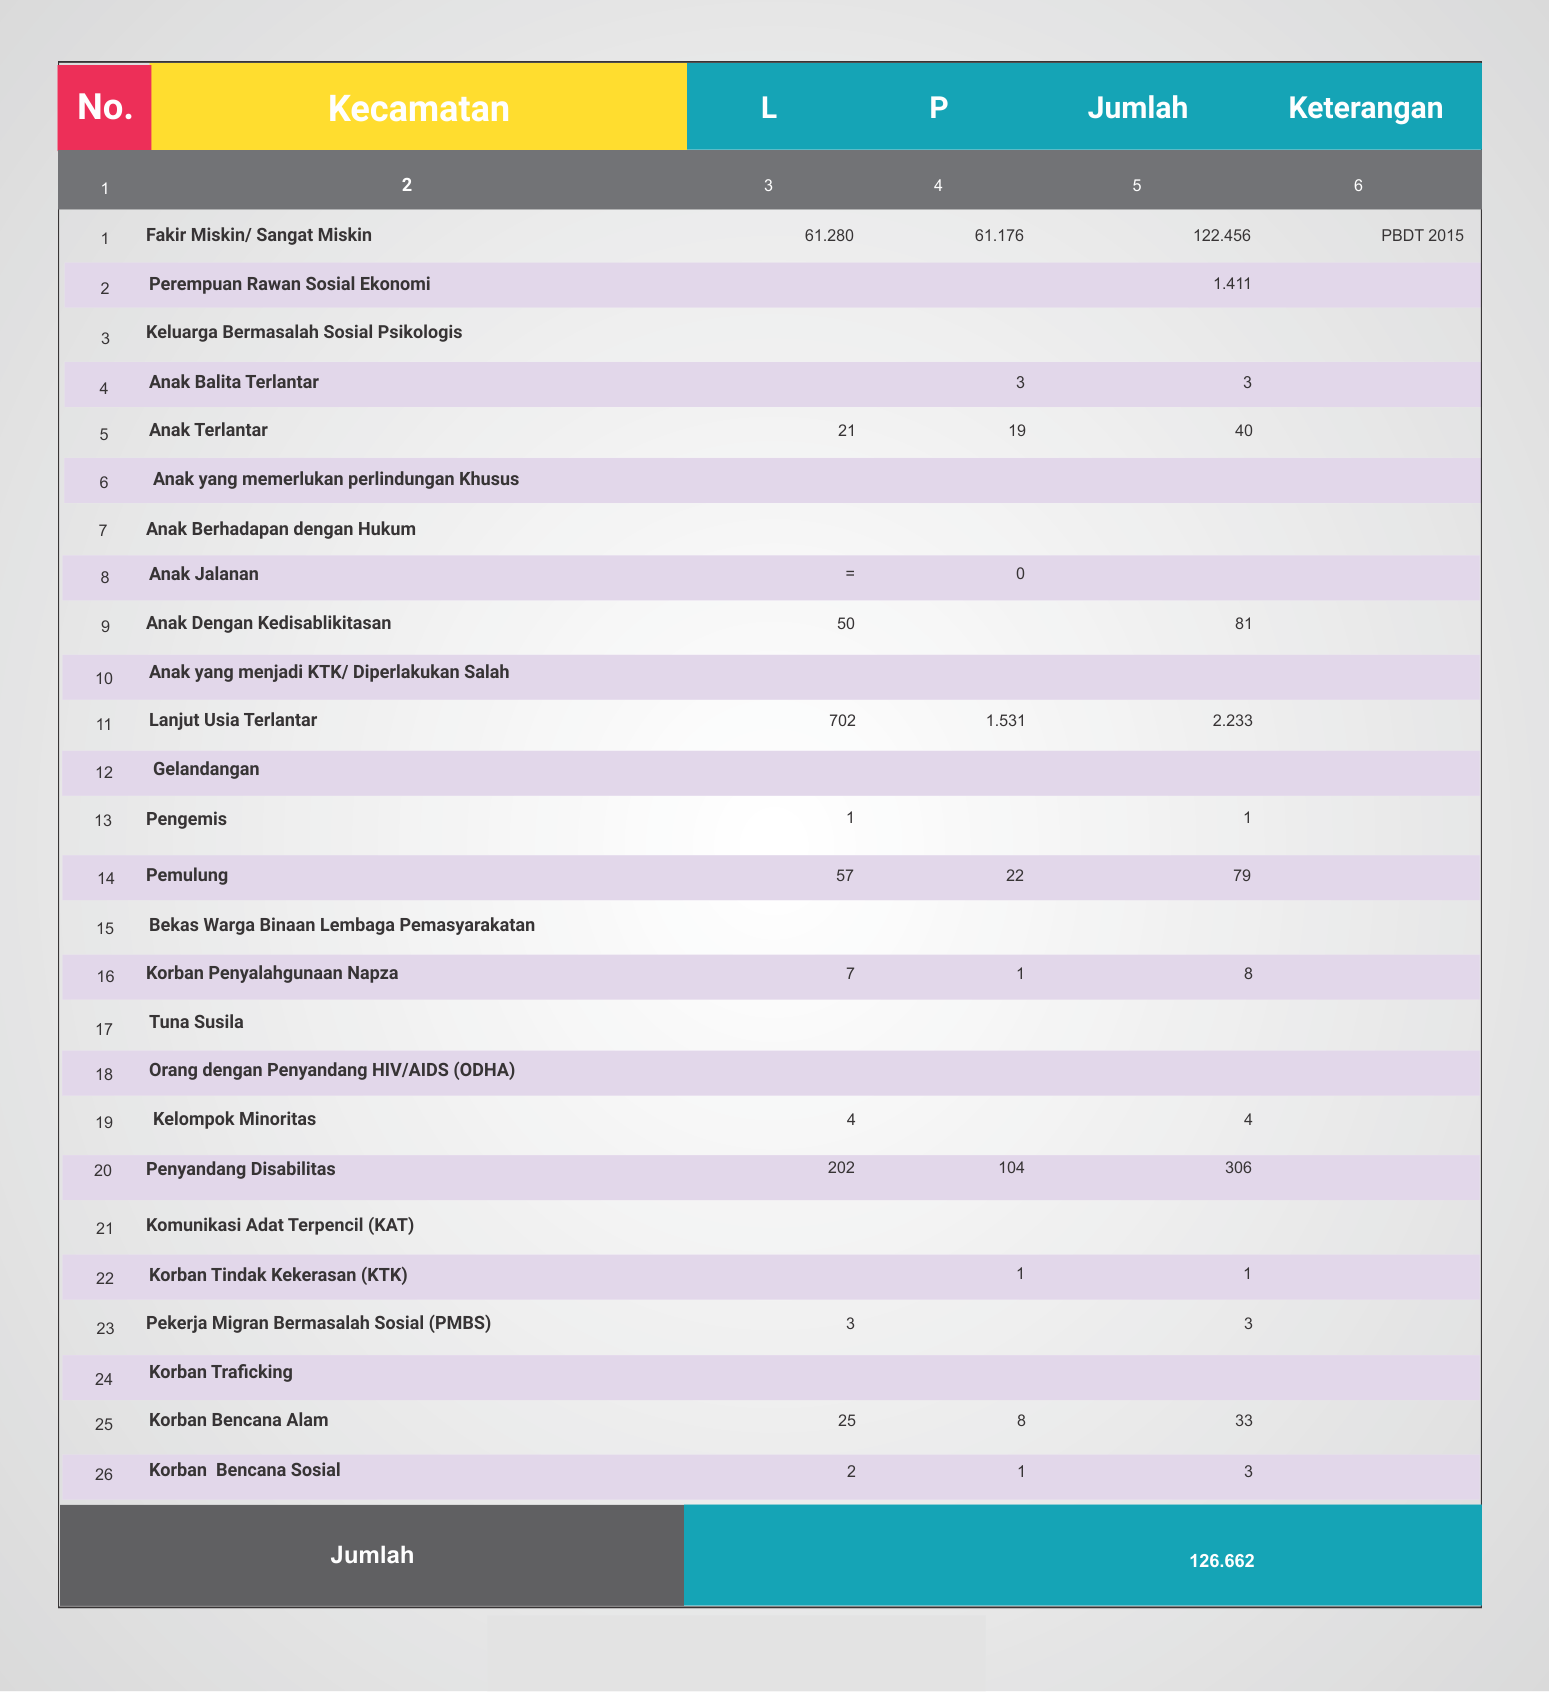 No. Kecamatan L P Jumlah Keterangan
1 2 3 4 5 6
1 Fakir Miskin/ Sangat Miskin 61.280 61.176 122.456 PBDT 2015
2 Perempuan Rawan Sosial Ekonomi 1.411
3 Keluarga Bermasalah Sosial Psikologis
4 Anak Balita Terlantar 3 3
5 Anak Terlantar 21 19 40
6 Anak yang memerlukan perlindungan Khusus
7 Anak Berhadapan dengan Hukum
8 Anak Jalanan = 0
9 Anak Dengan Kedisablikitasan 50 81
10 Anak yang menjadi KTK/ Diperlakukan Salah
11 Lanjut Usia Terlantar 702 1.531 2.233
12 Gelandangan
13 Pengemis 1 1
14 Pemulung 57 22 79
15 Bekas Warga Binaan Lembaga Pemasyarakatan
16 Korban Penyalahgunaan Napza 7 1 8
17 Tuna Susila
18 Orang dengan Penyandang HIV/AIDS (ODHA)
19 Kelompok Minoritas 4 4
20 Penyandang Disabilitas 202 104 306
21 Komunikasi Adat Terpencil (KAT)
22 Korban Tindak Kekerasan (KTK) 1 1
23 Pekerja Migran Bermasalah Sosial (PMBS) 3 3
24 Korban Traficking
25 Korban Bencana Alam 25 8 33
26 Korban Bencana Sosial 2 1 3
Jumlah 126.662